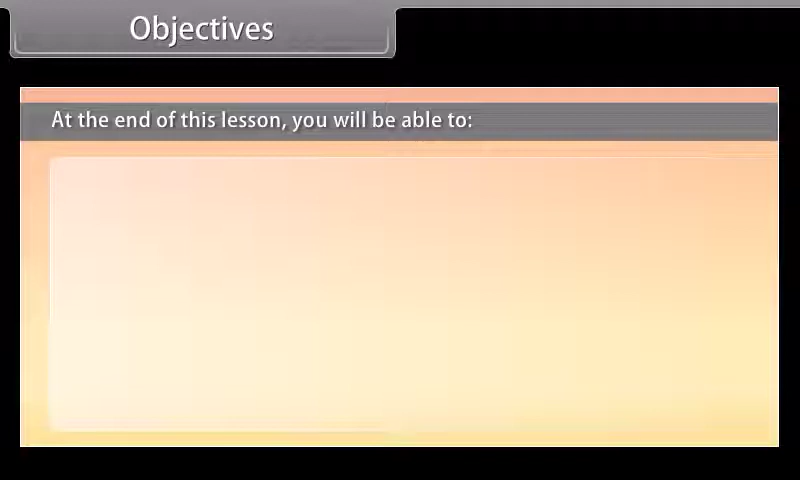 Objectives
At the end of this lesson, you will be able to: